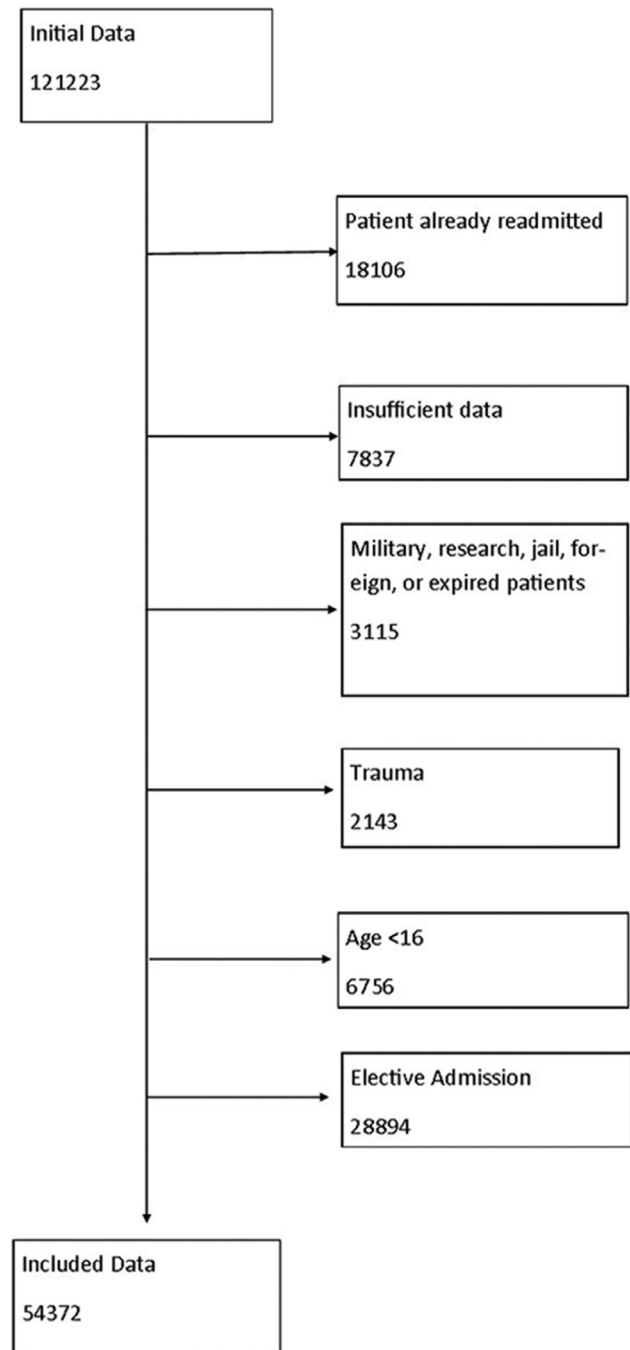 Initial Data
121223
Patient already readmitted
18106
Insufficient data
7837
Military, research, jail, for-
eign, or expired patients
3115
Trauma
2143
Age <16
6756
Elective Admission
28894
Included Data
54372